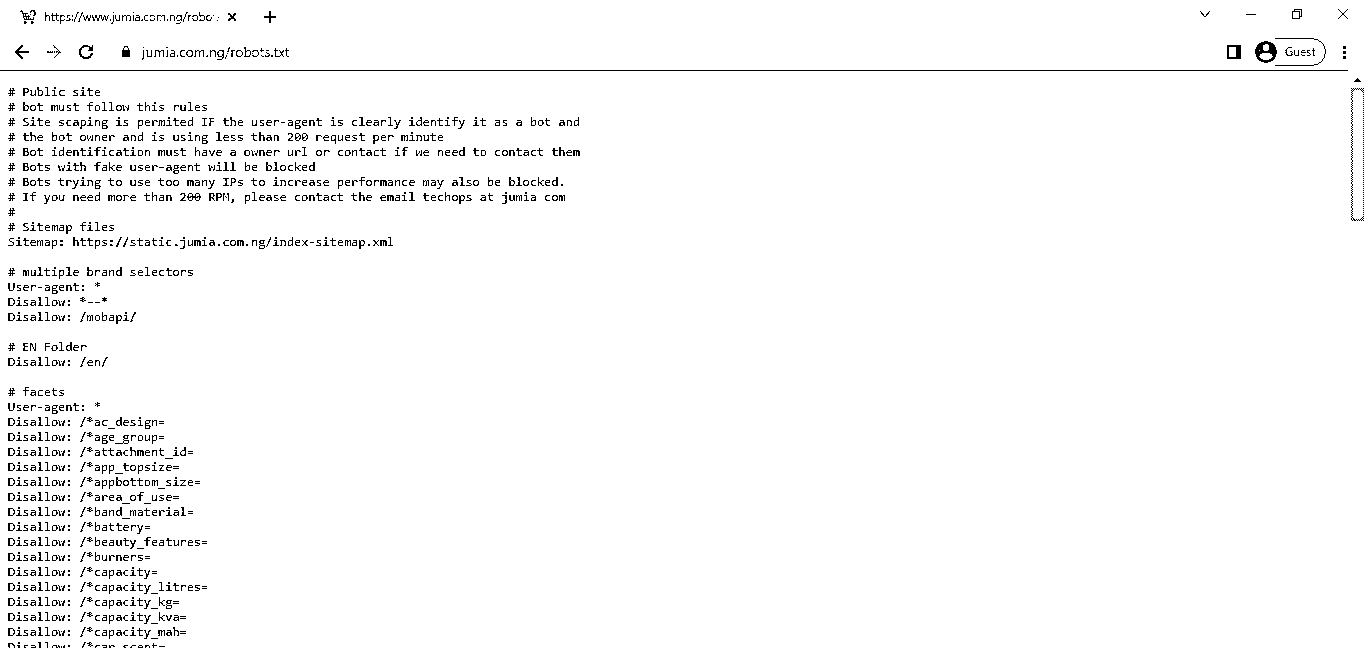 https://www.jumia.com.ng/robo
jumia.com.ng/robots.txt
Guest
# Public site
# bot must follow this rules
# Site scaping is permited IF the user-agent is clearly identify it as a bot and
# the bot owner and is using less than 200 request per minute
# Bot identification must have a owner url or contact if we need to contact them
# Bots with fake user-agent will be blocked
# Bots trying to use too many IPs to increase performance may also be blocked.
# If you need more than 200 RPM, please contact the email techops at jumia com
#
# Sitemap files
Sitemap: https://static.jumia.com.ng/index-sitemap.xml
# multiple brand selectors
User-agent: *
Disallow: *--*
Disallow: /mobapi/
# EN Folder
Disallow: /en/
# facets
User-agent: *
Disallow: /*ac_design=
Disallow: /*age_group=
Disallow: /*attachment_id=
Disallow: /*app_topsize=
Disallow: /*appbottom_size=
Disallow: /*area_of_use=
Disallow: /*band_material=
Disallow: /*battery=
Disallow: /*beauty_features=
Disallow: /*burners=
Disallow: /*capacity=
Disallow: /*capacity_litres=
Disallow: /*capacity_kg=
Disallow: /*capacity_kva=
Disallow: /*capacity_mah=
Disallow: /*car_scent=